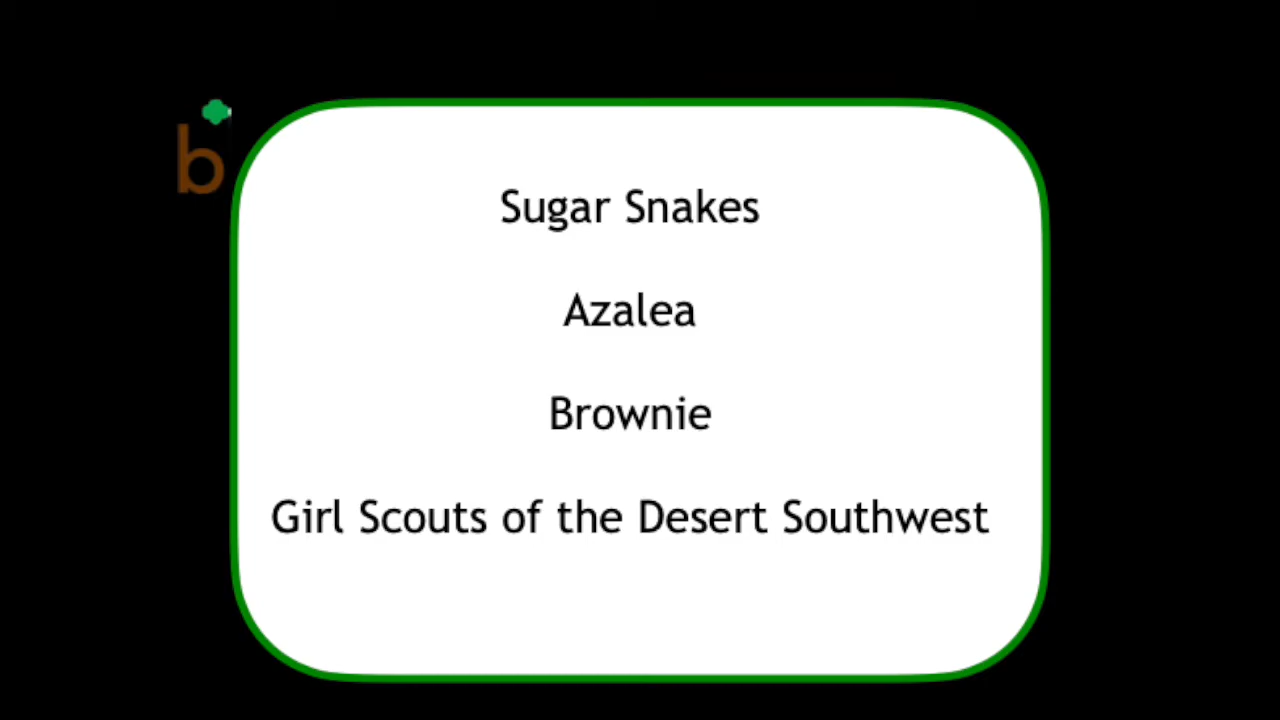 b
Sugar Snakes
Azalea
Brownie
Girl Scouts of the Desert Southwest